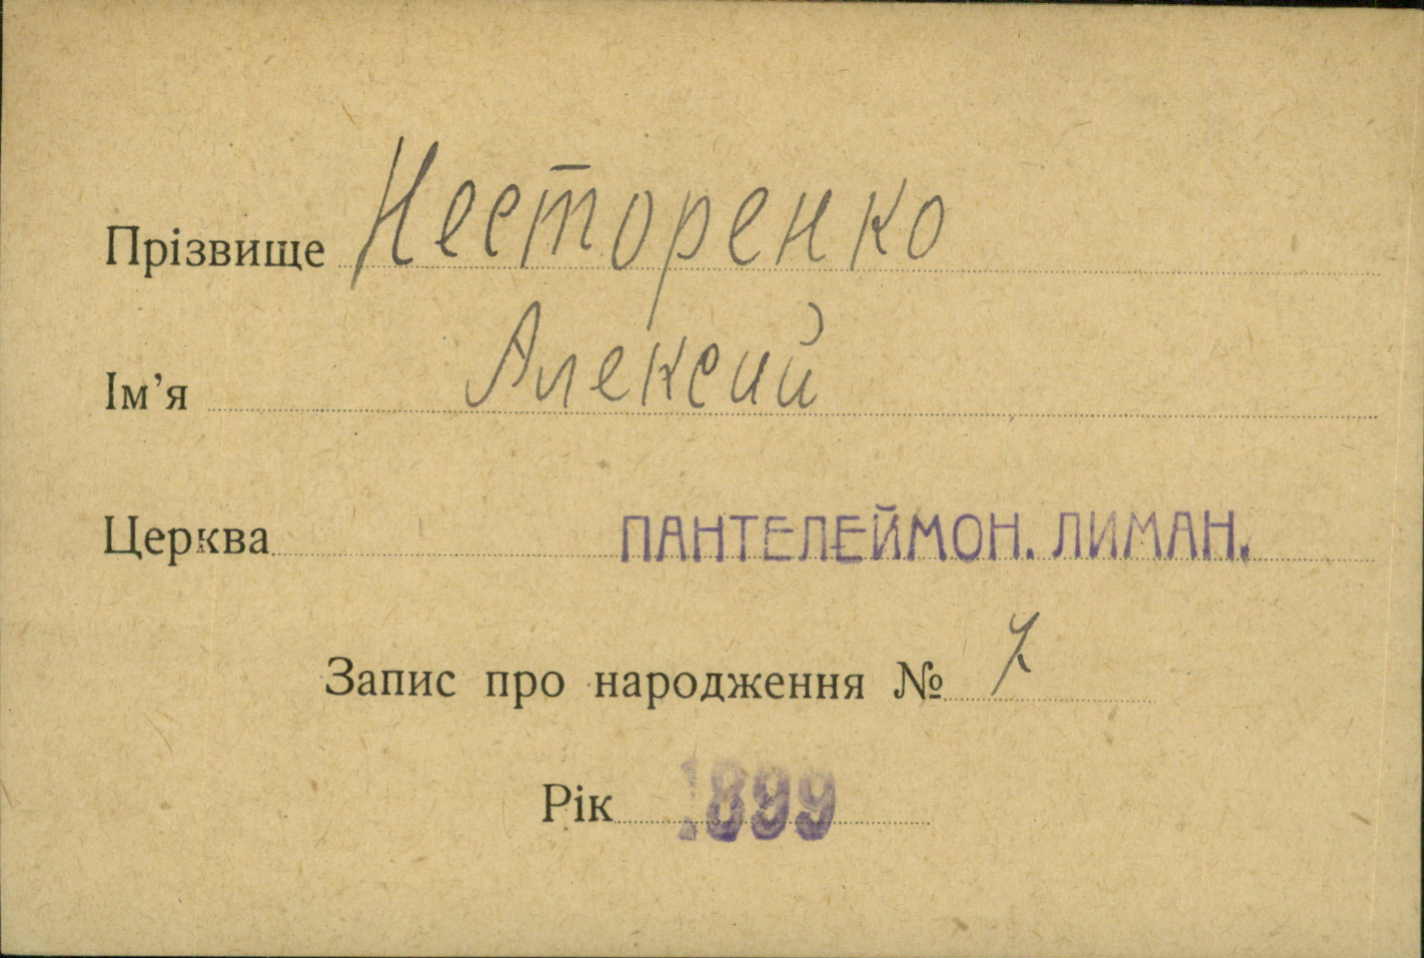 Прізвище Несторенко
Ім’я Алексий
Церква ПАНТЕЛЕЙМОН. ЛИМАН.
Запис про народження № 7
Рік 1899